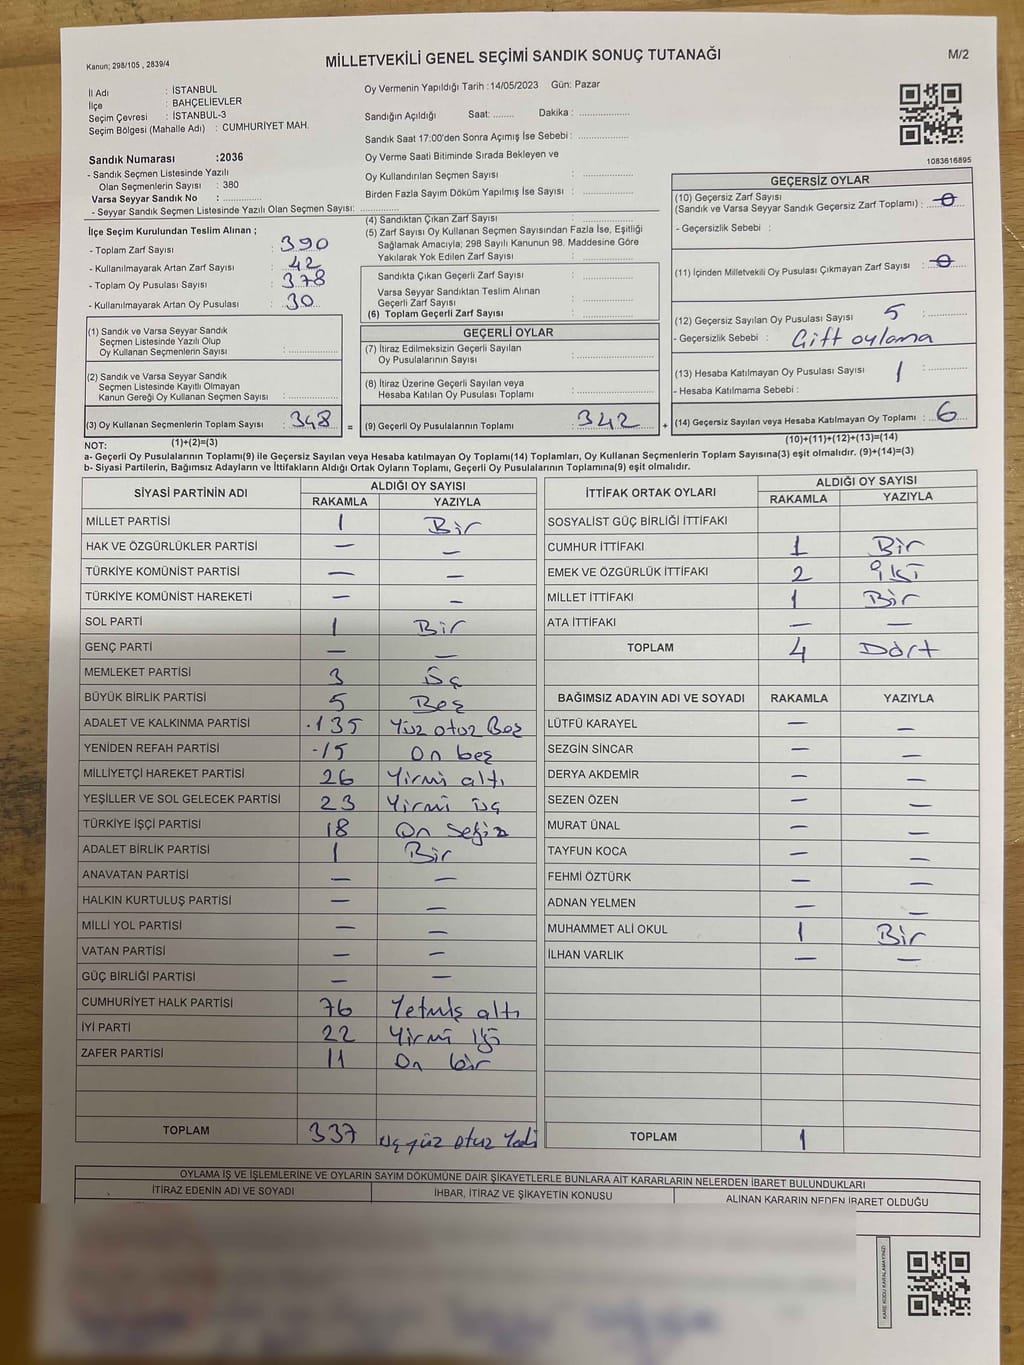 Kanun; 298/105 , 2839/4
MİLLETVEKİLİ GENEL SEÇİMİ SANDIK SONUÇ TUTANAĞI
M/2
İl Adı : İSTANBUL
İlçe : BAHÇELİEVLER
Seçim Çevresi : İSTANBUL-3
Seçim Bölgesi (Mahalle Adı) : CUMHURİYET MAH.
Sandık Numarası :2036
- Sandık Seçmen Listesinde Yazılı
Olan Seçmenlerin Sayısı : 380
Varsa Seyyar Sandık No : ..............
- Seyyar Sandık Seçmen Listesinde Yazılı Olan Seçmen Sayısı: ..............
İlçe Seçim Kurulundan Teslim Alınan ;
- Toplam Zarf Sayısı : 390
- Kullanılmayarak Artan Zarf Sayısı : 42
- Toplam Oy Pusulası Sayısı : 378
- Kullanılmayarak Artan Oy Pusulası : 30
(1) Sandık ve Varsa Seyyar Sandık
Seçmen Listesinde Yazılı Olup
Oy Kullanan Seçmenlerin Sayısı : ..............
(2) Sandık ve Varsa Seyyar Sandık
Seçmen Listesinde Kayıtlı Olmayan
Kanun Gereği Oy Kullanan Seçmen Sayısı : ..............
(3) Oy Kullanan Seçmenlerin Toplam Sayısı : 348 =
Oy Vermenin Yapıldığı Tarih :14/05/2023 Gün: Pazar
Sandığın Açıldığı Saat: ....... Dakika : ..............
Sandık Saat 17:00'den Sonra Açımış İse Sebebi : ..............
Oy Verme Saati Bitiminde Sırada Bekleyen ve
Oy Kullandırılan Seçmen Sayısı : ..............
Birden Fazla Sayım Döküm Yapılmış İse Sayısı : ..............
(4) Sandıktan Çıkan Zarf Sayısı : ..............
(5) Zarf Sayısı Oy Kullanan Seçmen Sayısından Fazla İse, Eşitliği
Sağlamak Amacıyla; 298 Sayılı Kanunun 98. Maddesine Göre
Yakılarak Yok Edilen Zarf Sayısı : ..............
Sandıkta Çıkan Geçerli Zarf Sayısı : ..............
Varsa Seyyar Sandıktan Teslim Alınan
Geçerli Zarf Sayısı : ..............
(6) Toplam Geçerli Zarf Sayısı : ..............
GEÇERLİ OYLAR
(7) İtiraz Edilmeksizin Geçerli Sayılan
Oy Pusulalarının Sayısı : ..............
(8) İtiraz Üzerine Geçerli Sayılan veya
Hesaba Katılan Oy Pusulası Toplamı : ..............
(9) Geçerli Oy Pusulalarının Toplamı : 342 +
1083616895
GEÇERSİZ OYLAR
(10) Geçersiz Zarf Sayısı
(Sandık ve Varsa Seyyar Sandık Geçersiz Zarf Toplamı) : 0
- Geçersizlik Sebebi :
(11) İçinden Milletvekili Oy Pusulası Çıkmayan Zarf Sayısı : 0
(12) Geçersiz Sayılan Oy Pusulası Sayısı 5 : ..............
- Geçersizlik Sebebi : Çift oylama
(13) Hesaba Katılmayan Oy Pusulası Sayısı 1 : ..............
- Hesaba Katılmama Sebebi :
(14) Geçersiz Sayılan veya Hesaba Katılmayan Oy Toplamı : 6
NOT: (1)+(2)=(3)
(10)+(11)+(12)+(13)=(14)
a- Geçerli Oy Pusulalarının Toplamı(9) ile Geçersiz Sayılan veya Hesaba katılmayan Oy Toplamı(14) Toplamları, Oy Kullanan Seçmenlerin Toplam Sayısına(3) eşit olmalıdır. (9)+(14)=(3)
b- Siyasi Partilerin, Bağımsız Adayların ve İttifakların Aldığı Ortak Oyların Toplamı, Geçerli Oy Pusulalarının Toplamına(9) eşit olmalıdır.
SİYASİ PARTİNİN ADI ALDIĞI OY SAYISI
RAKAMLA YAZIYLA
MİLLET PARTİSİ 1 Bir
HAK VE ÖZGÜRLÜKLER PARTİSİ — —
TÜRKİYE KOMÜNİST PARTİSİ — —
TÜRKİYE KOMÜNİST HAREKETİ — —
SOL PARTİ 1 Bir
GENÇ PARTİ — —
MEMLEKET PARTİSİ 3 Üç
BÜYÜK BİRLİK PARTİSİ 5 Beş
ADALET VE KALKINMA PARTİSİ 135 Yüz otuz Beş
YENİDEN REFAH PARTİSİ 15 On beş
MİLLİYETÇİ HAREKET PARTİSİ 26 Yirmi altı
YEŞİLLER VE SOL GELECEK PARTİSİ 23 Yirmi üç
TÜRKİYE İŞÇİ PARTİSİ 18 On sekiz
ADALET BİRLİK PARTİSİ 1 Bir
ANAVATAN PARTİSİ — —
HALKIN KURTULUŞ PARTİSİ — —
MİLLİ YOL PARTİSİ — —
VATAN PARTİSİ — —
GÜÇ BİRLİĞİ PARTİSİ — —
CUMHURİYET HALK PARTİSİ 76 Yetmiş altı
İYİ PARTİ 22 Yirmi iki
ZAFER PARTİSİ 11 On bir
TOPLAM 337 üç yüz otuz Yedi
İTTİFAK ORTAK OYLARI ALDIĞI OY SAYISI
RAKAMLA YAZIYLA
SOSYALİST GÜÇ BİRLİĞİ İTTİFAKI
CUMHUR İTTİFAKI 1 Bir
EMEK VE ÖZGÜRLÜK İTTİFAKI 2 iki
MİLLET İTTİFAKI 1 Bir
ATA İTTİFAKI — —
TOPLAM 4 Dört
BAĞIMSIZ ADAYIN ADI VE SOYADI RAKAMLA YAZIYLA
LÜTFÜ KARAYEL — —
SEZGİN SİNCAR — —
DERYA AKDEMİR — —
SEZEN ÖZEN — —
MURAT ÜNAL — —
TAYFUN KOCA — —
FEHMİ ÖZTÜRK — —
ADNAN YELMEN — —
MUHAMMET ALİ OKUL 1 Bir
İLHAN VARLIK — —
TOPLAM 1
OYLAMA İŞ VE İŞLEMLERİNE VE OYLARIN SAYIM DÖKÜMÜNE DAİR ŞİKAYETLERLE BUNLARA AİT KARARLARIN NELERDEN İBARET BULUNDUKLARI
İTİRAZ EDENİN ADI VE SOYADI İHBAR, İTİRAZ VE ŞİKAYETİN KONUSU ALINAN KARARIN NEDEN İBARET OLDUĞU
KARE KODU KARALAMAYINIZ!